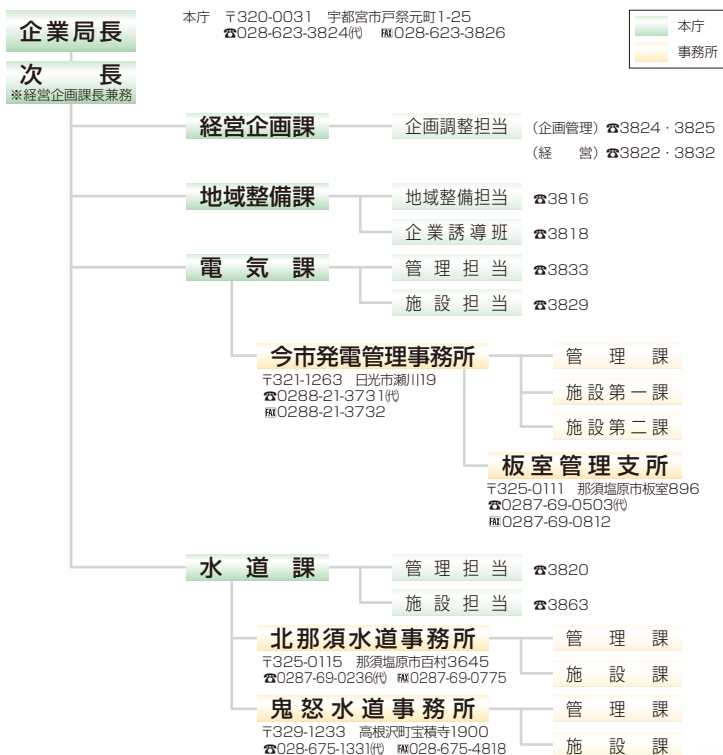 企業局長
本庁 〒320-0031 宇都宮市戸祭元町1-25
☎028-623-3824㈹ FAX028-623-3826
本庁
事務所
次長
※経営企画課長兼務
経営企画課
企画調整担当
(企画管理)☎3824・3825
(経営)☎3822・3832
地域整備課
地域整備担当 ☎3816
企業誘導班 ☎3818
電気課
管理担当 ☎3833
施設担当 ☎3829
今市発電管理事務所
〒321-1263 日光市瀬川19
☎0288-21-3731㈹
FAX0288-21-3732
管理課
施設第一課
施設第二課
板室管理支所
〒325-0111 那須塩原市板室896
☎0287-69-0503㈹
FAX0287-69-0812
水道課
管理担当 ☎3820
施設担当 ☎3863
北那須水道事務所
〒325-0115 那須塩原市百村3645
☎0287-69-0236㈹ FAX0287-69-0775
管理課
施設課
鬼怒水道事務所
〒329-1233 高根沢町宝積寺1900
☎028-675-1331㈹ FAX028-675-4818
管理課
施設課